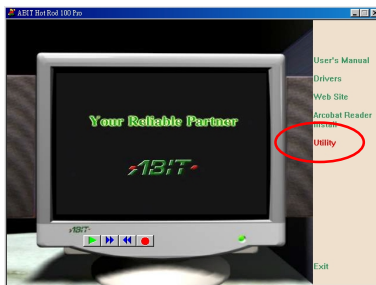 ABIT Hot Rod 100 Pro
User's Manual
Drivers
Web Site
Arcobat Reader
Install
Utility
Your Reliable Partner
ABIT
ABIT
Exit